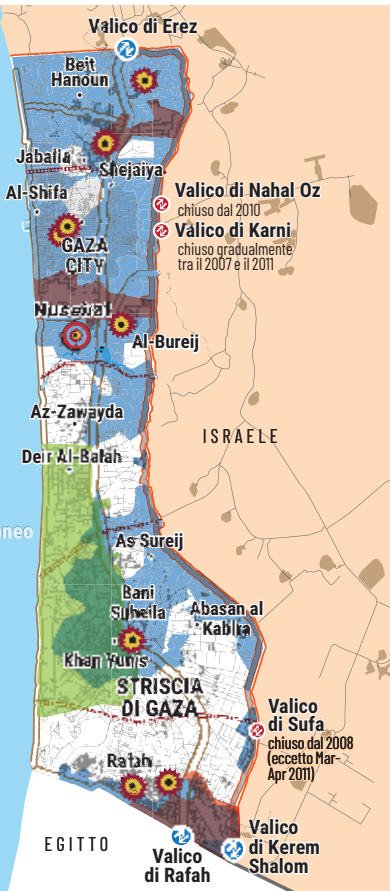 Valico di Erez
Beit
Hanoun
Jabalia
Shejaiya
Al-Shifa
Valico di Nahal Oz
chiuso dal 2010
Valico di Karni
chiuso gradualmente
tra il 2007 e il 2011
GAZA
CITY
Nuseirat
Al-Bureij
Az-Zawayda
ISRAELE
Deir Al-Balah
neo
As Sureij
Bani
Suheila
Abasan al
Kabira
Khan Yunis
STRISCIA
DI GAZA
Valico
di Sufa
chiuso dal 2008
(eccetto Mar-
Apr 2011)
Rafah
EGITTO
Valico
di Rafah
Valico
di Kerem
Shalom